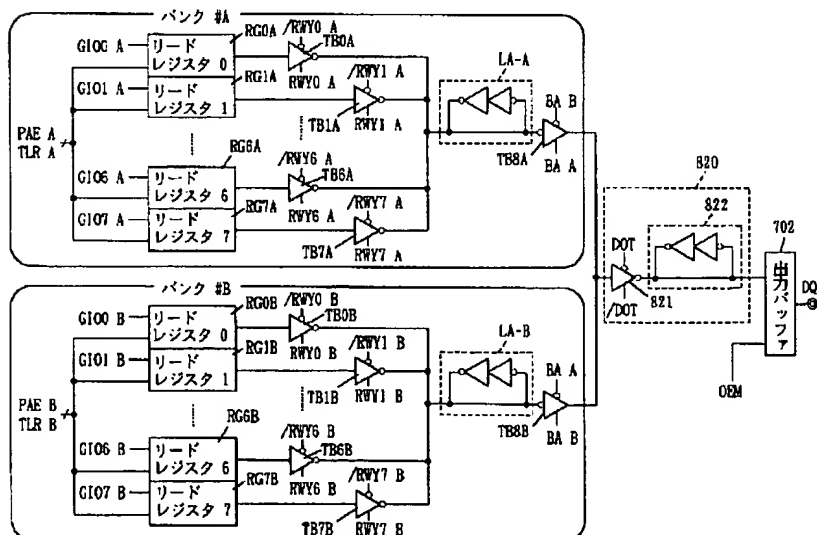 バンク #A
GIO0 A
リード
レジスタ 0
RG0A
/RWY0 A
TB0A
RWY0 A
GIO1 A
リード
レジスタ 1
RG1A
/RWY1 A
TB1A
RWY1 A
PAE A
TLR A
LA-A
BA B
TB8A
BA A
RG6A
GIO6 A
リード
レジスタ 6
/RWY6 A
TB6A
RWY6 A
GIO7 A
リード
レジスタ 7
RG7A
/RWY7 A
TB7A
RWY7 A
820
822
702
DOT
821
/DOT
出力バッファ
DQ
OEM
バンク #B
GIO0 B
リード
レジスタ 0
RG0B
/RWY0 B
TB0B
RWY0 B
GIO1 B
リード
レジスタ 1
RG1B
/RWY1 B
TB1B
RWY1 B
PAE B
TLR B
LA-B
BA A
TB8B
BA B
RG6B
GIO6 B
リード
レジスタ 6
/RWY6 B
TB6B
RWY6 B
GIO7 B
リード
レジスタ 7
RG7B
/RWY7 B
TB7B
RWY7 B